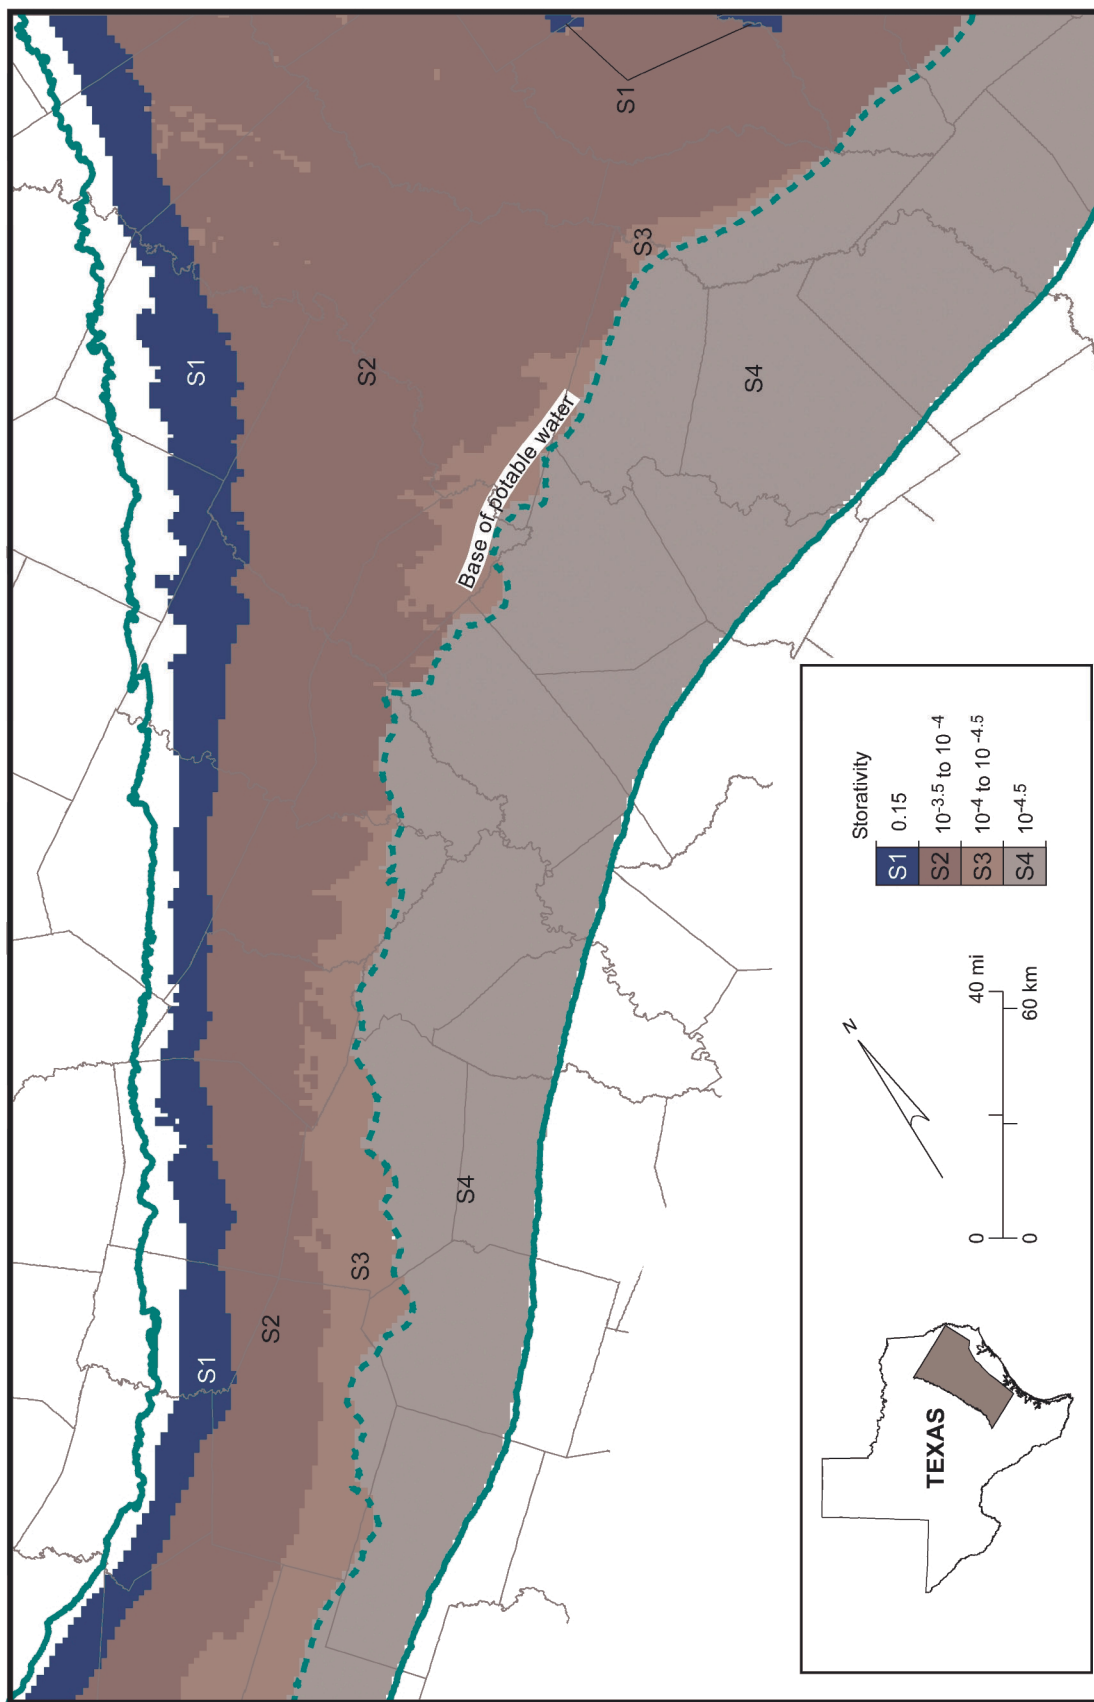 S1
S1
S2
S3
S4
Base of potable water
S4
S3
S2
S1
Storativity
S1 0.15
S2 10-3.5 to 10-4
S3 10-4 to 10-4.5
S4 10-4.5
N
0 40 mi
0 60 km
TEXAS